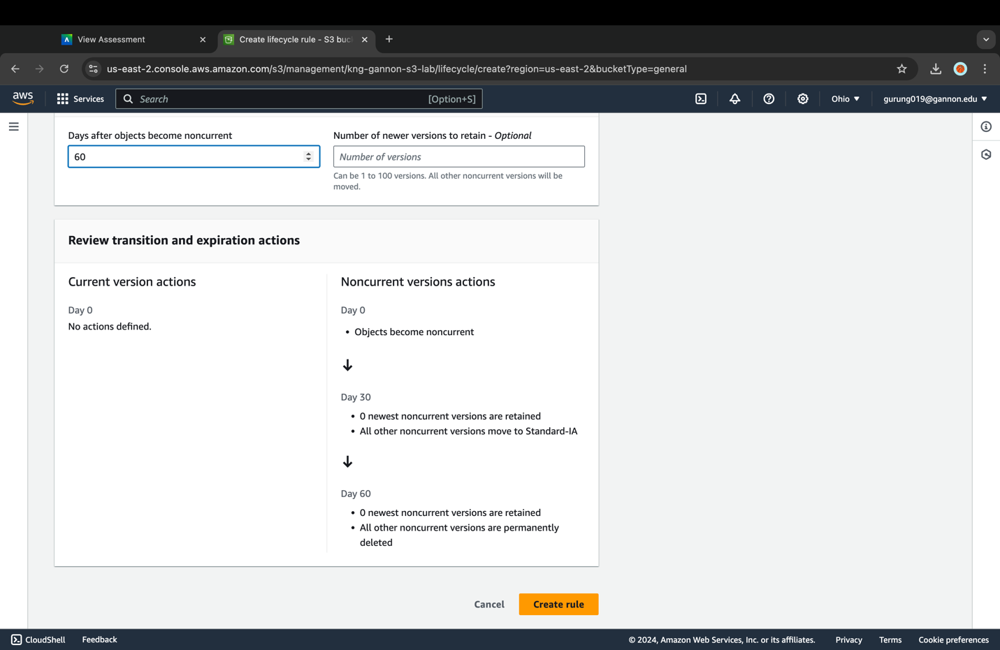 View Assessment
Create lifecycle rule - S3 buc
us-east-2.console.aws.amazon.com/s3/management/kng-gannon-s3-lab/lifecycle/create?region=us-east-2&bucketType=general
aws
Services
Search
[Option+S]
Ohio
gurung019@gannon.edu
Days after objects become noncurrent
Number of newer versions to retain - Optional
60
Number of versions
Can be 1 to 100 versions. All other noncurrent versions will be
moved.
Review transition and expiration actions
Current version actions
Day 0
No actions defined.
Noncurrent versions actions
Day 0
• Objects become noncurrent
Day 30
• 0 newest noncurrent versions are retained
• All other noncurrent versions move to Standard-IA
Day 60
• 0 newest noncurrent versions are retained
• All other noncurrent versions are permanently
deleted
Cancel
Create rule
CloudShell
Feedback
© 2024, Amazon Web Services, Inc. or its affiliates.
Privacy
Terms
Cookie preferences